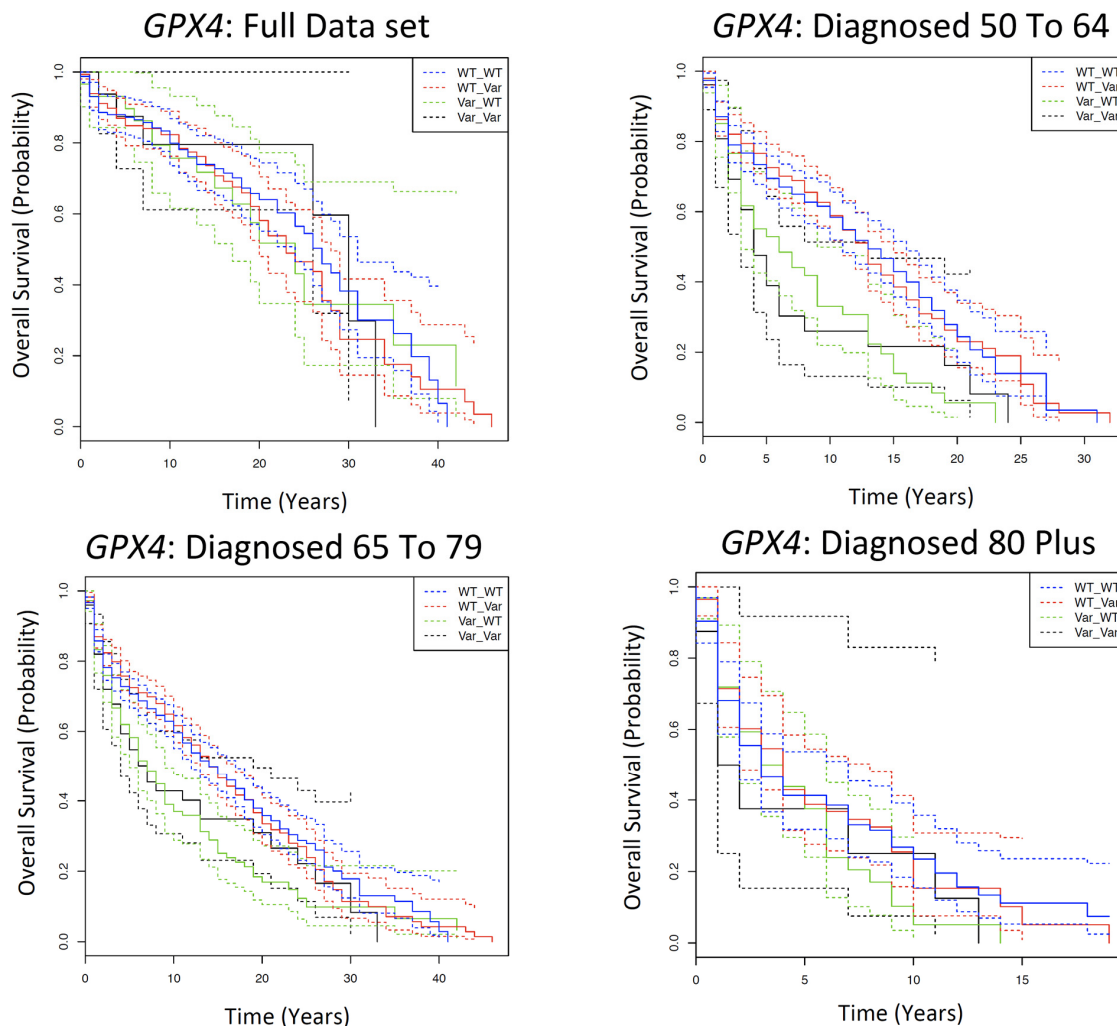 GPX4: Full Data set
1.0
0.8
0.6
0.4
0.2
0.0
Overall Survival (Probability)
WT_WT
WT_Var
Var_WT
Var_Var
0 10 20 30 40
Time (Years)
GPX4: Diagnosed 50 To 64
1.0
0.8
0.6
0.4
0.2
0.0
Overall Survival (Probability)
WT_WT
WT_Var
Var_WT
Var_Var
0 5 10 15 20 25 30
Time (Years)
GPX4: Diagnosed 65 To 79
1.0
0.8
0.6
0.4
0.2
0.0
Overall Survival (Probability)
WT_WT
WT_Var
Var_WT
Var_Var
0 10 20 30 40
Time (Years)
GPX4: Diagnosed 80 Plus
1.0
0.8
0.6
0.4
0.2
0.0
Overall Survival (Probability)
WT_WT
WT_Var
Var_WT
Var_Var
0 5 10 15
Time (Years)